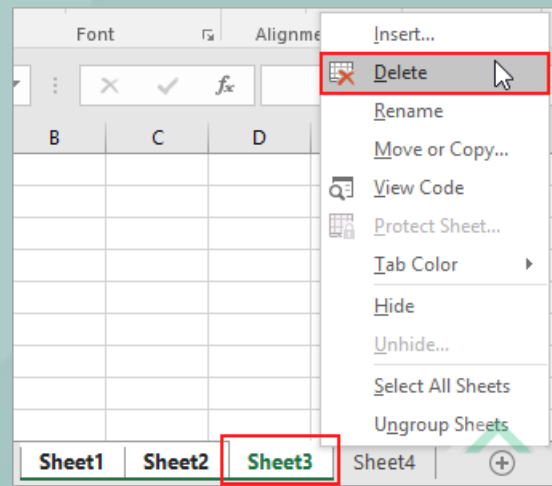 Font Alignme
fx
B C D
Insert...
Delete
Rename
Move or Copy...
View Code
Protect Sheet...
Tab Color
Hide
Unhide...
Select All Sheets
Ungroup Sheets
Sheet1 Sheet2 Sheet3 Sheet4